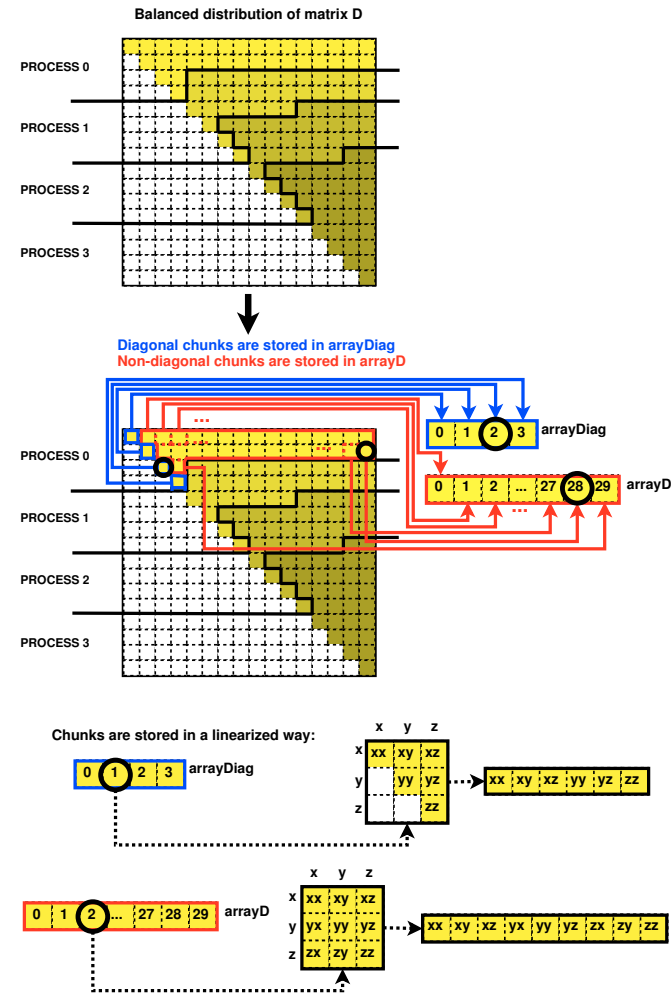 Balanced distribution of matrix D
PROCESS 0
PROCESS 1
PROCESS 2
PROCESS 3
Diagonal chunks are stored in arrayDiag
Non-diagonal chunks are stored in arrayD
...
0 1 2 3 arrayDiag
... ...
PROCESS 0
0 1 2 ... 27 28 29 arrayD
...
PROCESS 1
PROCESS 2
PROCESS 3
Chunks are stored in a linearized way:
0 1 2 3 arrayDiag
x y z
x xx xy xz
y yy yz
z zz
xx xy xz yy yz zz
0 1 2 ... 27 28 29 arrayD
x y z
x xx xy xz
y yx yy yz
z zx zy zz
xx xy xz yx yy yz zx zy zz